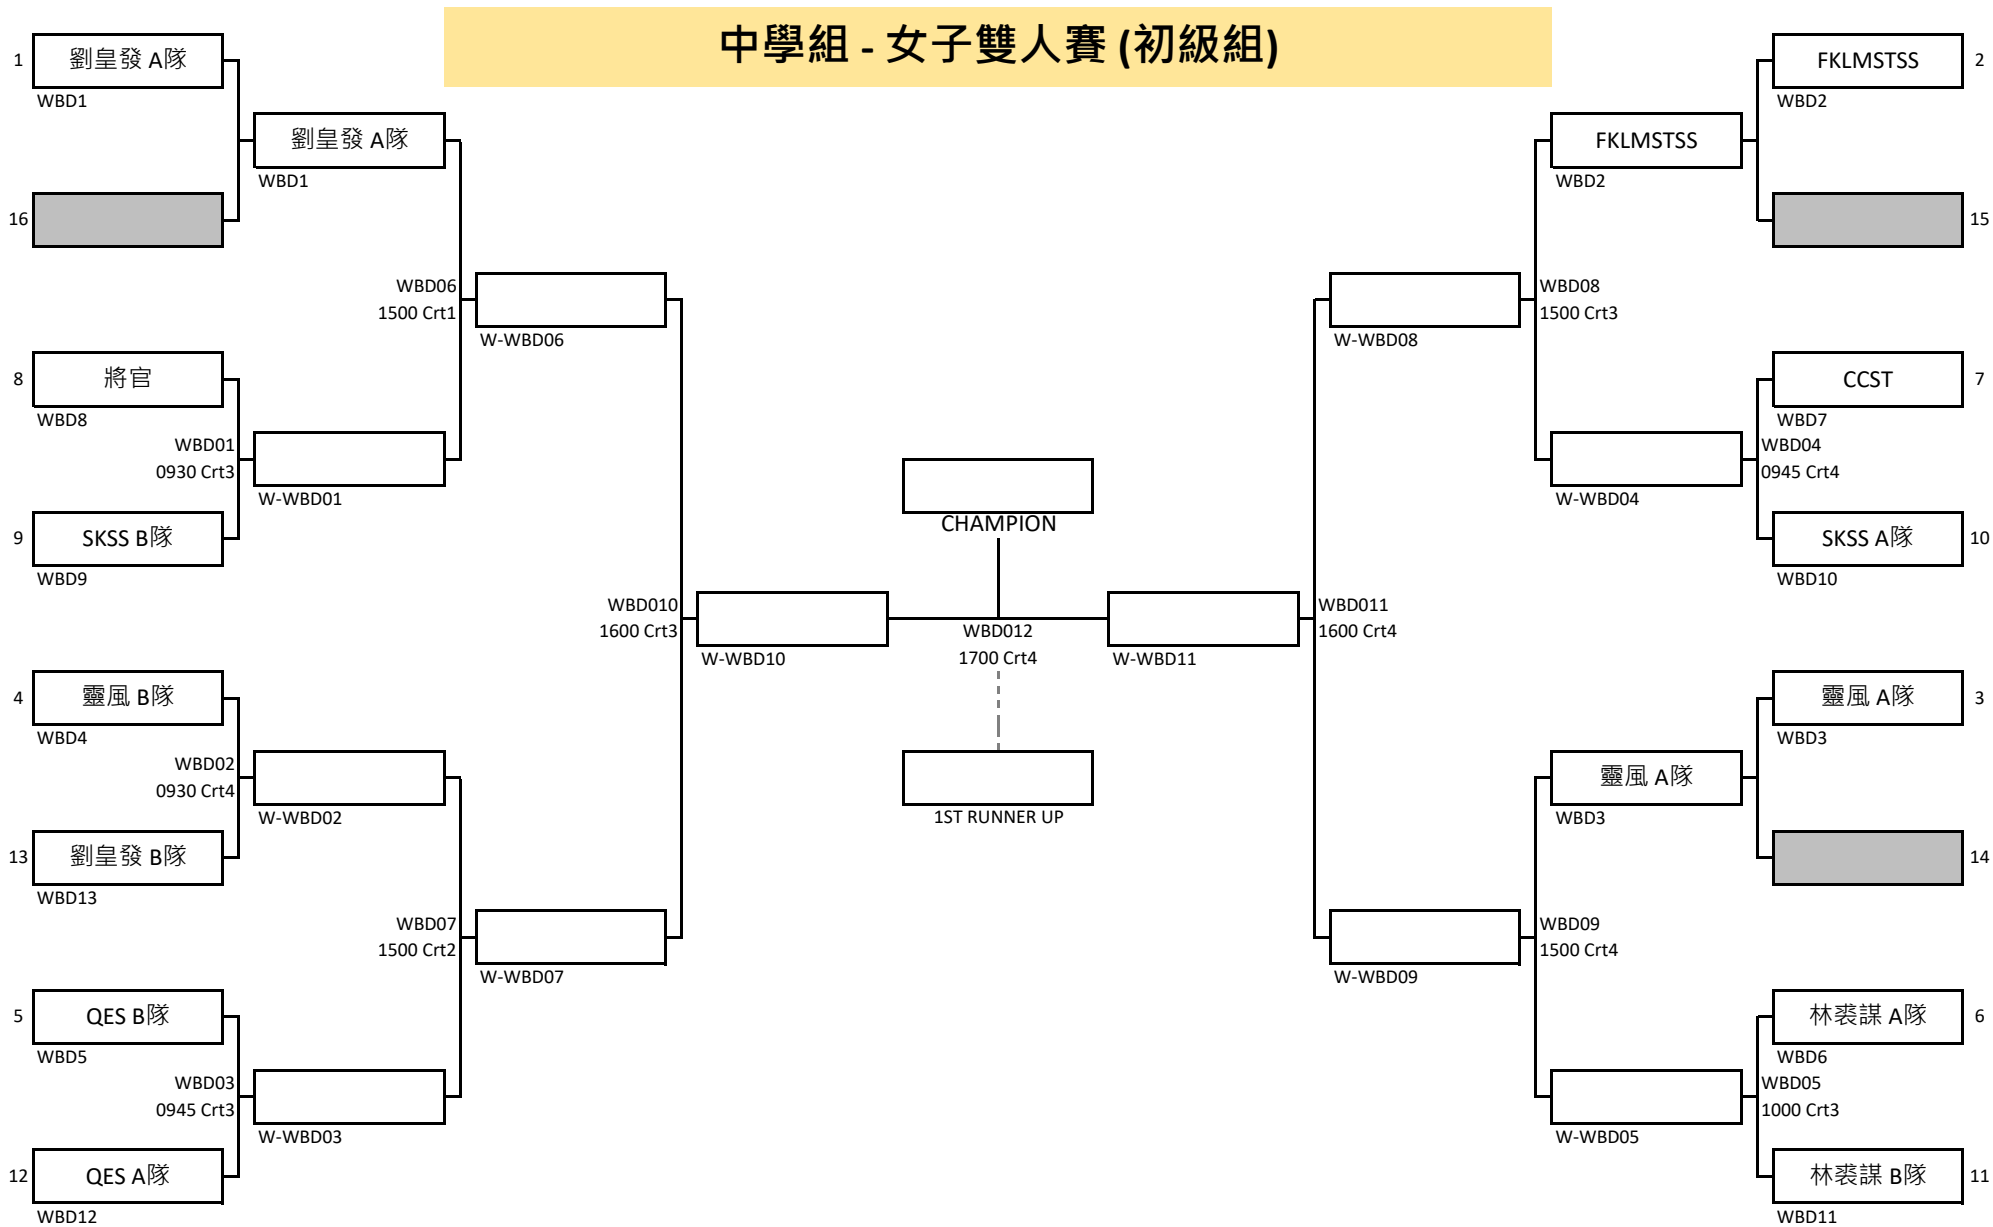 中學組 - 女子雙人賽 (初級組)
1
劉皇發 A隊
WBD1
劉皇發 A隊
WBD1
16
WBD06
1500 Crt1
W-WBD06
8
將官
WBD8
WBD01
0930 Crt3
W-WBD01
9
SKSS B隊
WBD9
WBD010
1600 Crt3
W-WBD10
4
靈風 B隊
WBD4
WBD02
0930 Crt4
W-WBD02
13
劉皇發 B隊
WBD13
WBD07
1500 Crt2
W-WBD07
5
QES B隊
WBD5
WBD03
0945 Crt3
W-WBD03
12
QES A隊
WBD12
CHAMPION
WBD012
1700 Crt4
1ST RUNNER UP
FKLMSTSS
2
WBD2
FKLMSTSS
WBD2
15
WBD08
1500 Crt3
W-WBD08
CCST
7
WBD7
WBD04
0945 Crt4
W-WBD04
SKSS A隊
10
WBD10
WBD011
1600 Crt4
W-WBD11
靈風 A隊
3
WBD3
靈風 A隊
WBD3
14
WBD09
1500 Crt4
W-WBD09
林裘謀 A隊
6
WBD6
WBD05
1000 Crt3
W-WBD05
林裘謀 B隊
11
WBD11